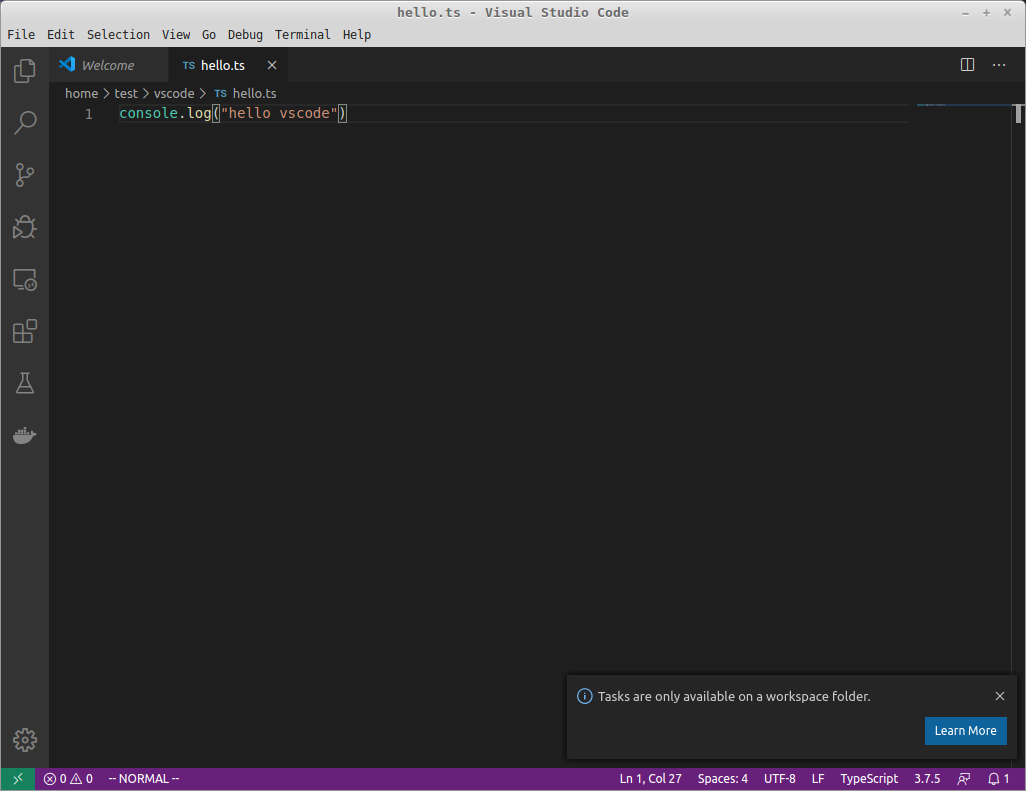 hello.ts - Visual Studio Code
File Edit Selection View Go Debug Terminal Help
Welcome TS hello.ts
home > test > vscode > TS hello.ts
1 console.log("hello vscode")
Tasks are only available on a workspace folder.
Learn More
0 0 -- NORMAL -- Ln 1, Col 27 Spaces: 4 UTF-8 LF TypeScript 3.7.5 1